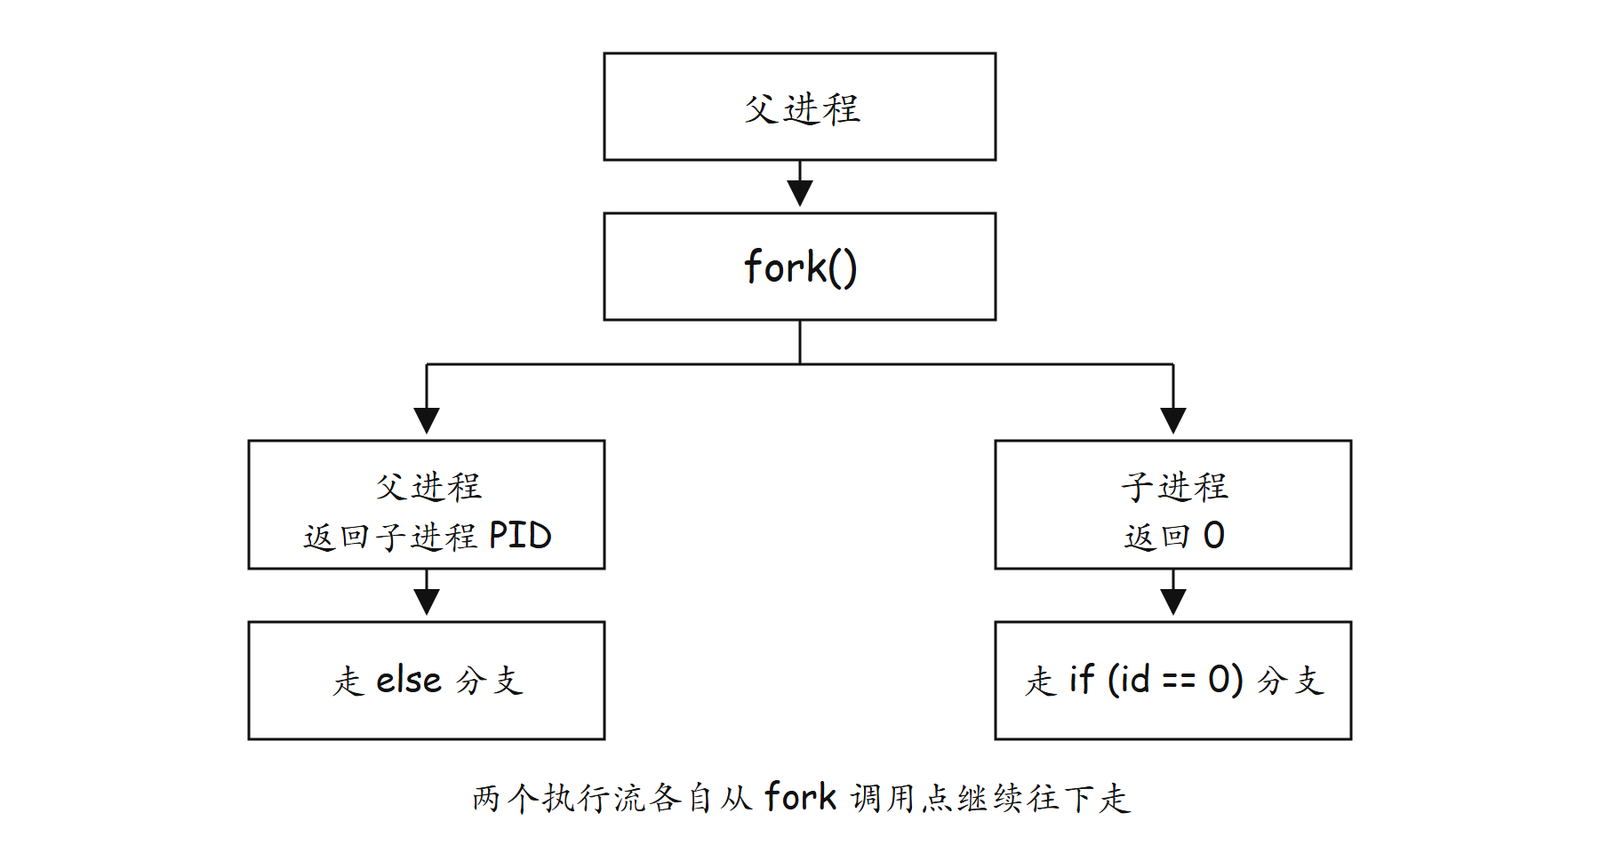 父进程
fork()
父进程
返回子进程 PID
子进程
返回 0
走 else 分支
走 if (id == 0) 分支
两个执行流各自从 fork 调用点继续往下走